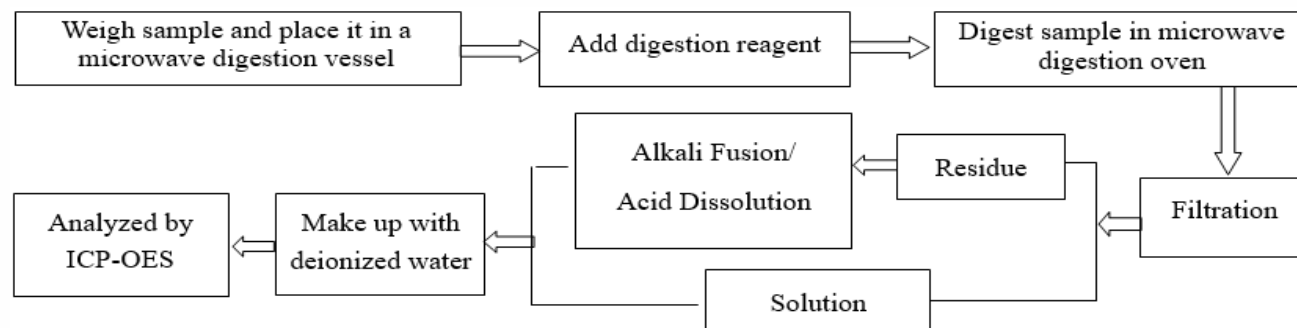 Weigh sample and place it in a
microwave digestion vessel
Add digestion reagent
Digest sample in microwave
digestion oven
Filtration
Residue
Alkali Fusion/
Acid Dissolution
Solution
Make up with
deionized water
Analyzed by
ICP-OES